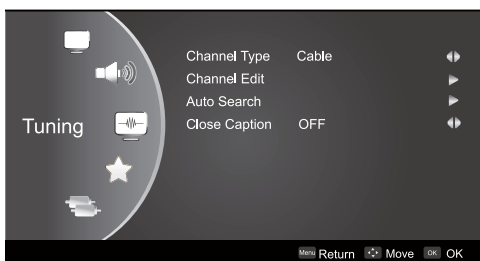 Channel Type Cable
Channel Edit
Auto Search
Tuning
Close Caption OFF
Menu Return Move OK OK